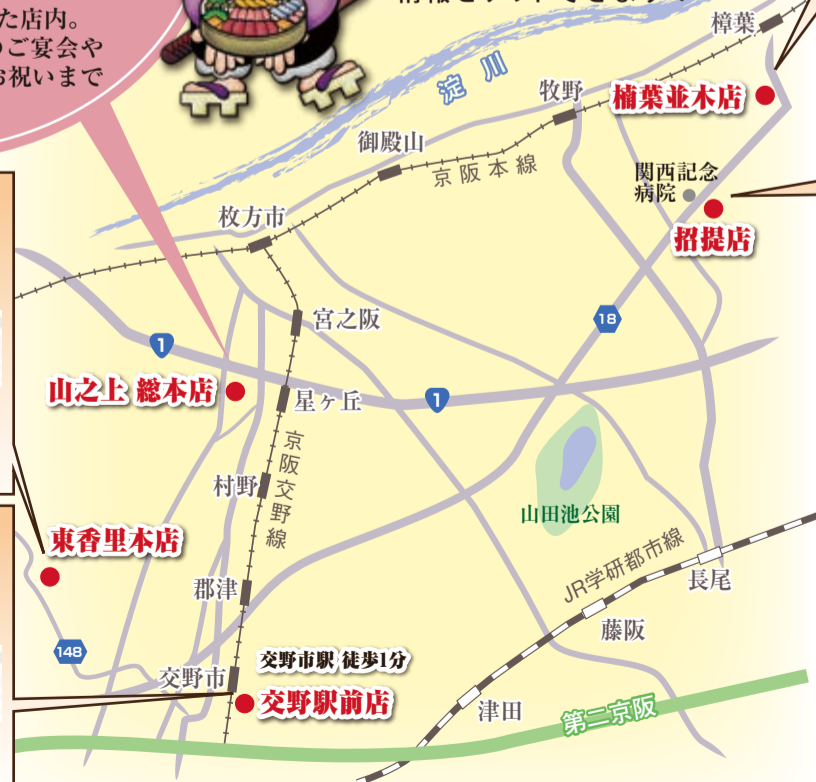 た店内。
のご宴会や
お祝いまで
樟葉
淀川
牧野
楠葉並木店
御殿山
京阪本線
関西記念
病院
枚方市
招提店
宮之阪
18
1
山之上 総本店
星ヶ丘
1
京阪交野線
村野
山田池公園
東香里本店
JR学研都市線
長尾
郡津
藤阪
148
交野市
交野市駅 徒歩1分
交野駅前店
津田
第二京阪